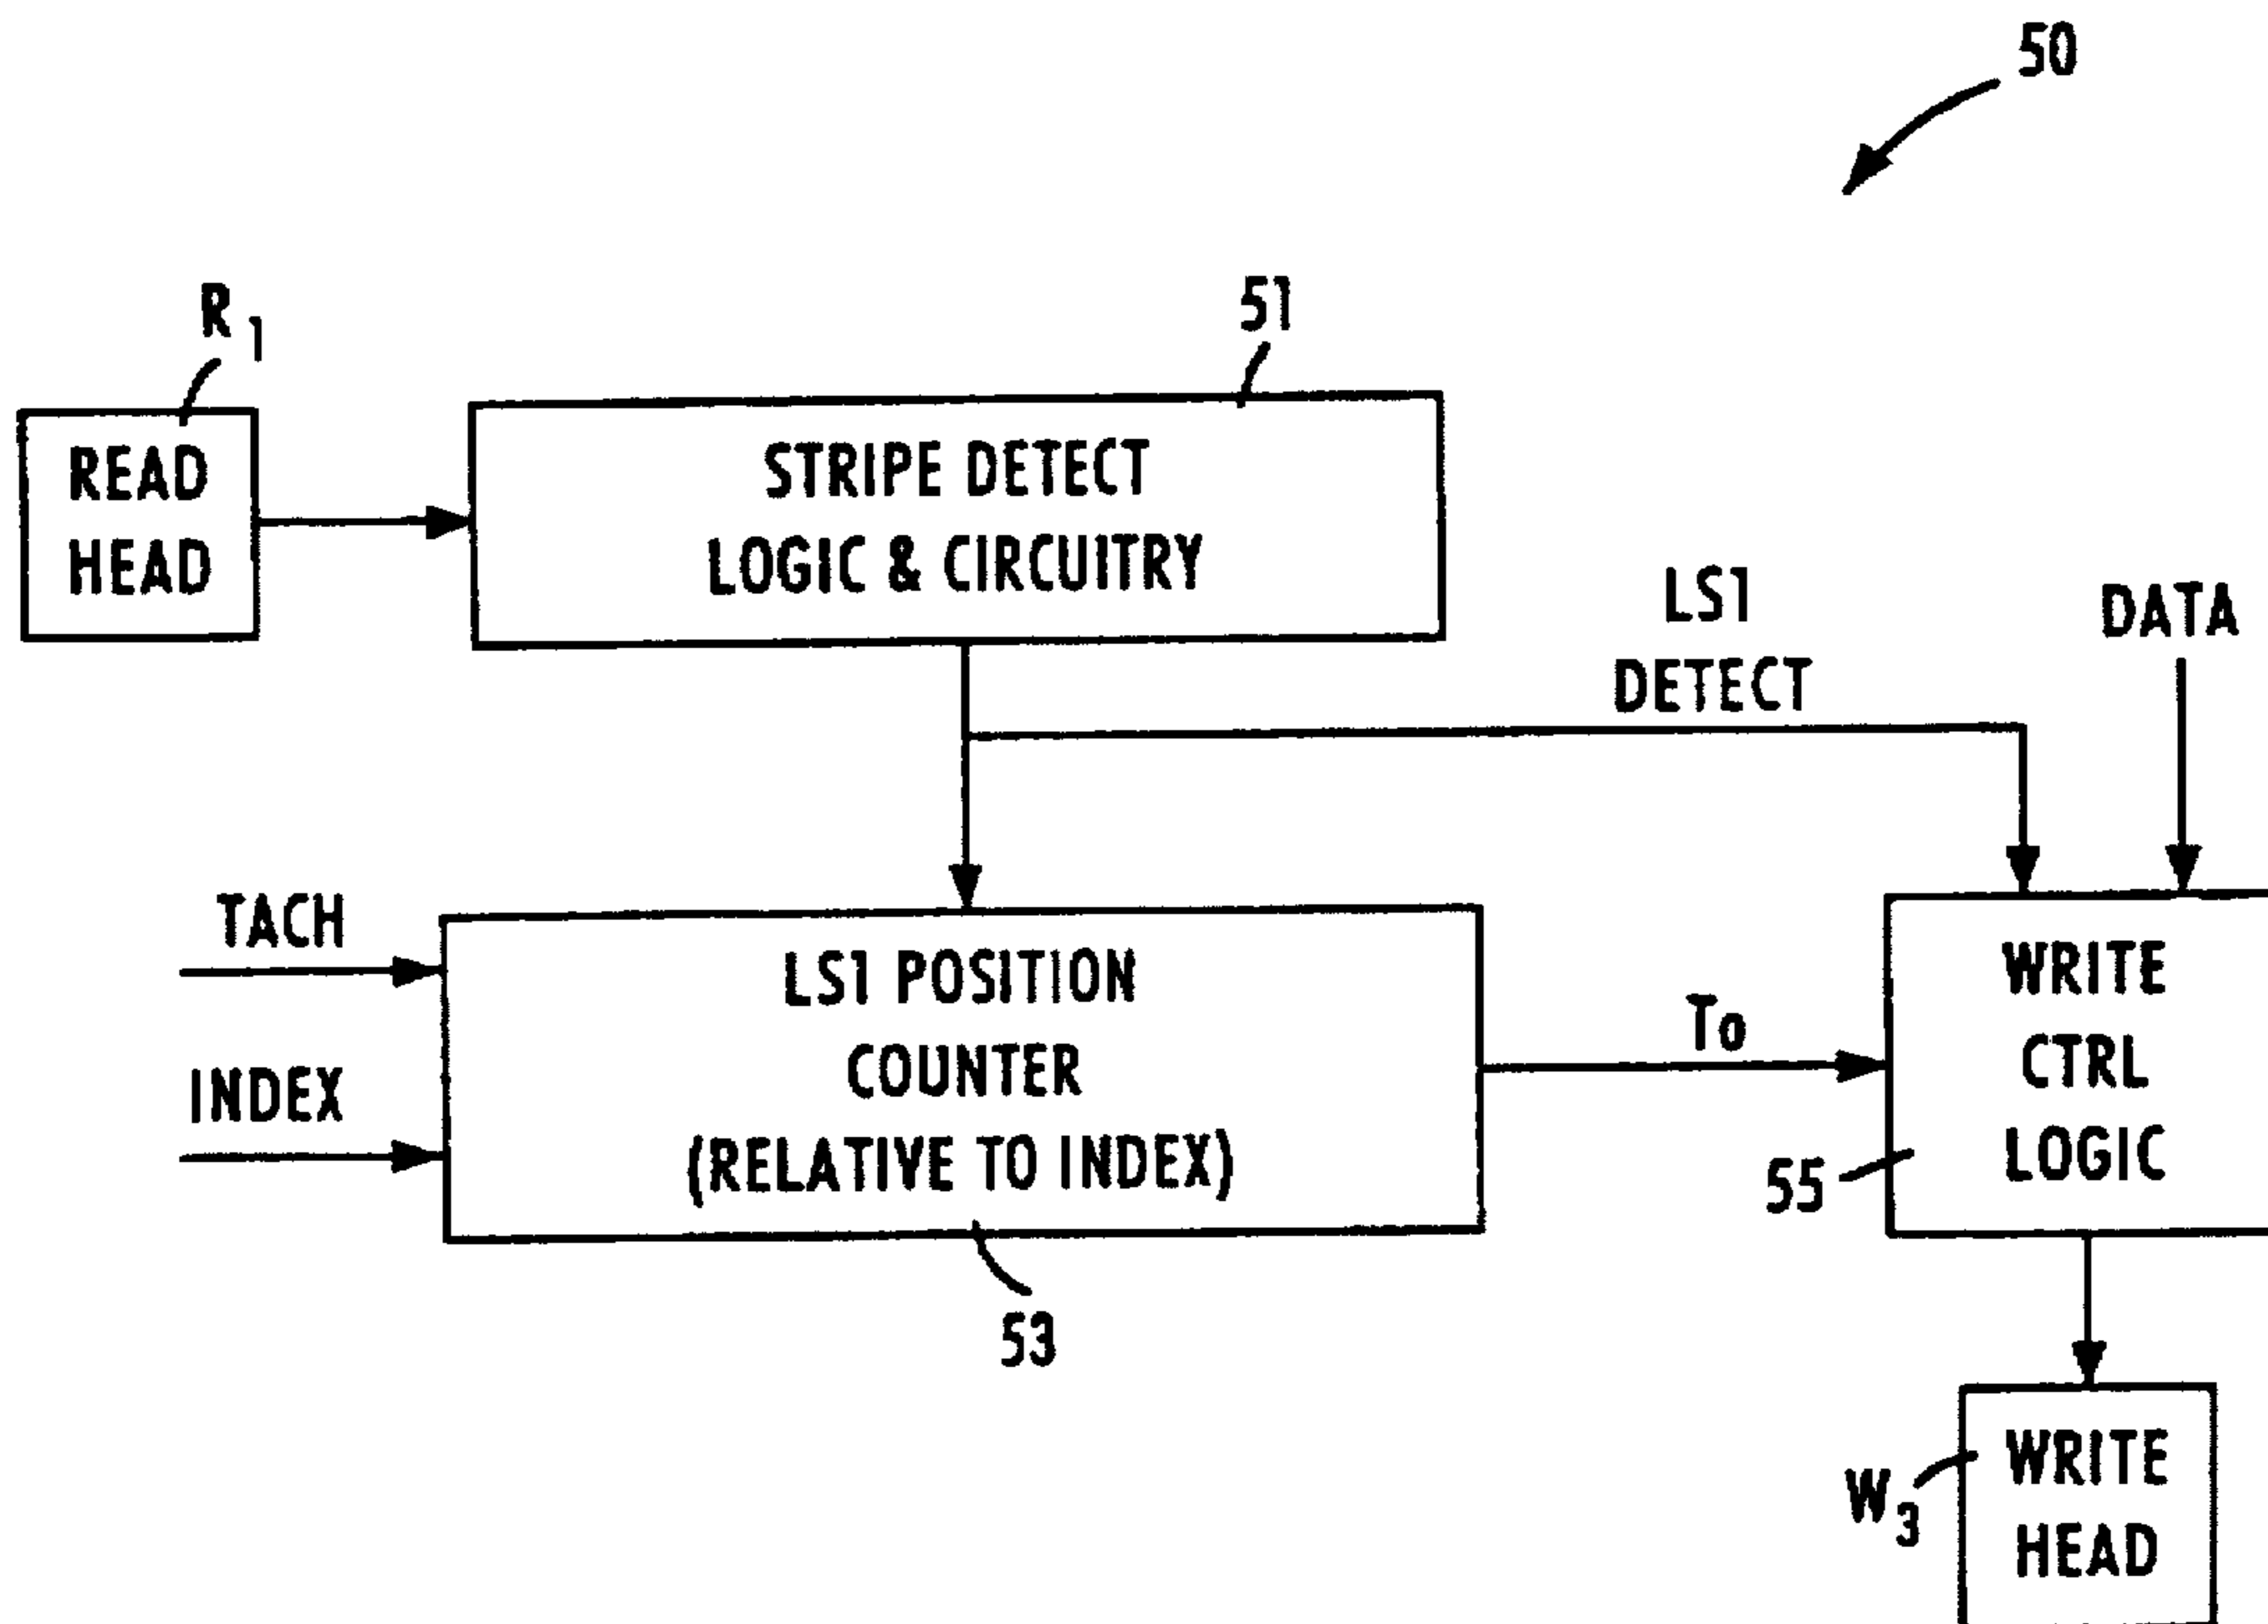 50
R1
51
READ
HEAD
STRIPE DETECT
LOGIC & CIRCUITRY
LS1
DETECT
DATA
TACH
INDEX
LS1 POSITION
COUNTER
(RELATIVE TO INDEX)
To
WRITE
CTRL
LOGIC
55
53
W3
WRITE
HEAD